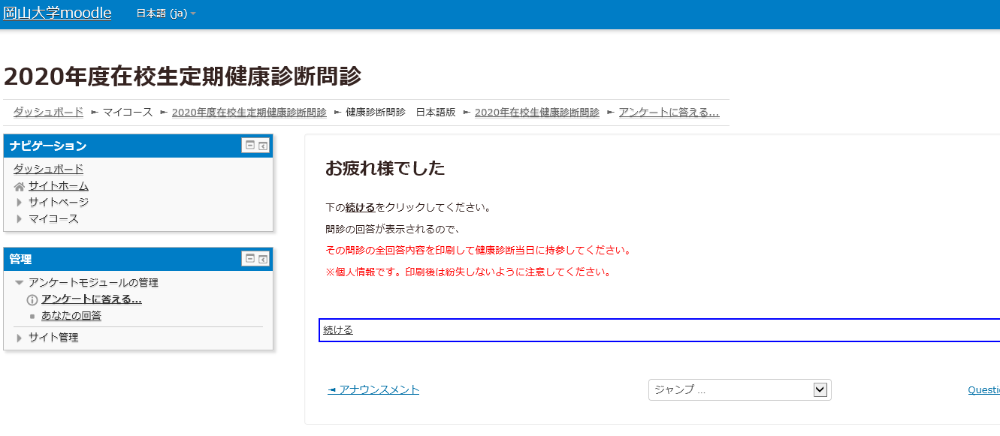 岡山大学moodle 日本語 (ja)
2020年度在校生定期健康診断問診
ダッシュボード ► マイコース ► 2020年度在校生定期健康診断問診 ► 健康診断問診 日本語版 ► 2020年在校生健康診断問診 ► アンケートに答える...
ナビゲーション
ダッシュボード
サイトホーム
サイトページ
マイコース
管理
アンケートモジュールの管理
アンケートに答える...
あなたの回答
サイト管理
お疲れ様でした
下の続けるをクリックしてください。
問診の回答が表示されるので、
その問診の全回答内容を印刷して健康診断当日に持参してください。
※個人情報です。印刷後は紛失しないように注意してください。
続ける
◄ アナウンスメント ジャンプ ...